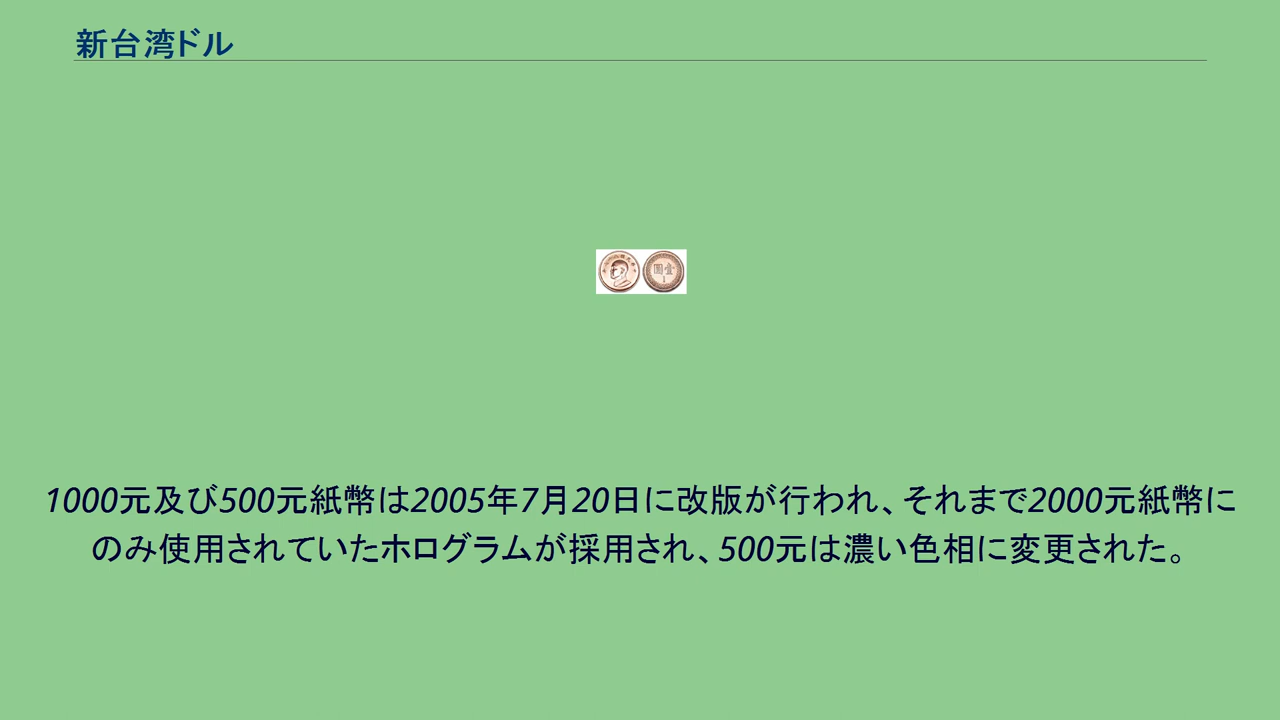 新台湾ドル
1000元及び500元紙幣は2005年7月20日に改版が行われ、それまで2000元紙幣に
のみ使用されていたホログラムが採用され、500元は濃い色相に変更された。